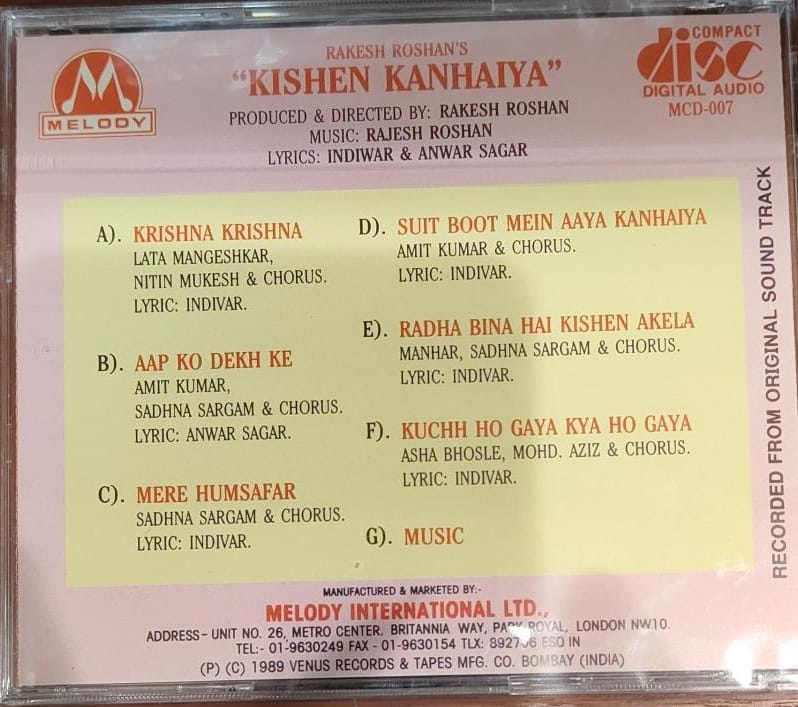 MELODY
RAKESH ROSHAN'S
"KISHEN KANHAIYA"
PRODUCED & DIRECTED BY: RAKESH ROSHAN
MUSIC: RAJESH ROSHAN
LYRICS: INDIWAR & ANWAR SAGAR
COMPACT
disc
DIGITAL AUDIO
MCD-007
A). KRISHNA KRISHNA
LATA MANGESHKAR,
NITIN MUKESH & CHORUS.
LYRIC: INDIVAR.
B). AAP KO DEKH KE
AMIT KUMAR,
SADHNA SARGAM & CHORUS.
LYRIC: ANWAR SAGAR.
C). MERE HUMSAFAR
SADHNA SARGAM & CHORUS.
LYRIC: INDIVAR.
D). SUIT BOOT MEIN AAYA KANHAIYA
AMIT KUMAR & CHORUS.
LYRIC: INDIVAR.
E). RADHA BINA HAI KISHEN AKELA
MANHAR, SADHNA SARGAM & CHORUS.
LYRIC: INDIVAR.
F). KUCHH HO GAYA KYA HO GAYA
ASHA BHOSLE, MOHD. AZIZ & CHORUS.
LYRIC: INDIVAR.
G). MUSIC
RECORDED FROM ORIGINAL SOUND TRACK
MANUFACTURED & MARKETED BY:-
MELODY INTERNATIONAL LTD.,
ADDRESS- UNIT NO. 26, METRO CENTER. BRITANNIA WAY, PARK ROYAL, LONDON NW10.
TEL:- 01-9630249 FAX - 01-9630154 TLX: ESO IN
(P) (C) 1989 VENUS RECORDS & TAPES MFG. CO. BOMBAY (INDIA)